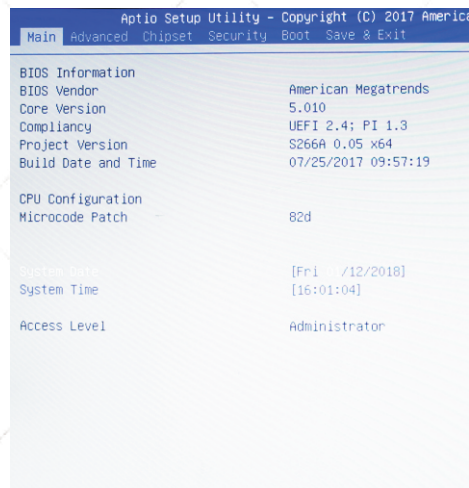 Aptio Setup Utility – Copyright (C) 2017 America
Main Advanced Chipset Security Boot Save & Exit
BIOS Information
BIOS Vendor American Megatrends
Core Version 5.010
Compliancy UEFI 2.4; PI 1.3
Project Version S266A 0.05 x64
Build Date and Time 07/25/2017 09:57:19
CPU Configuration
Microcode Patch 82d
System Date [Fri /12/2018]
System Time [16:01:04]
Access Level Administrator